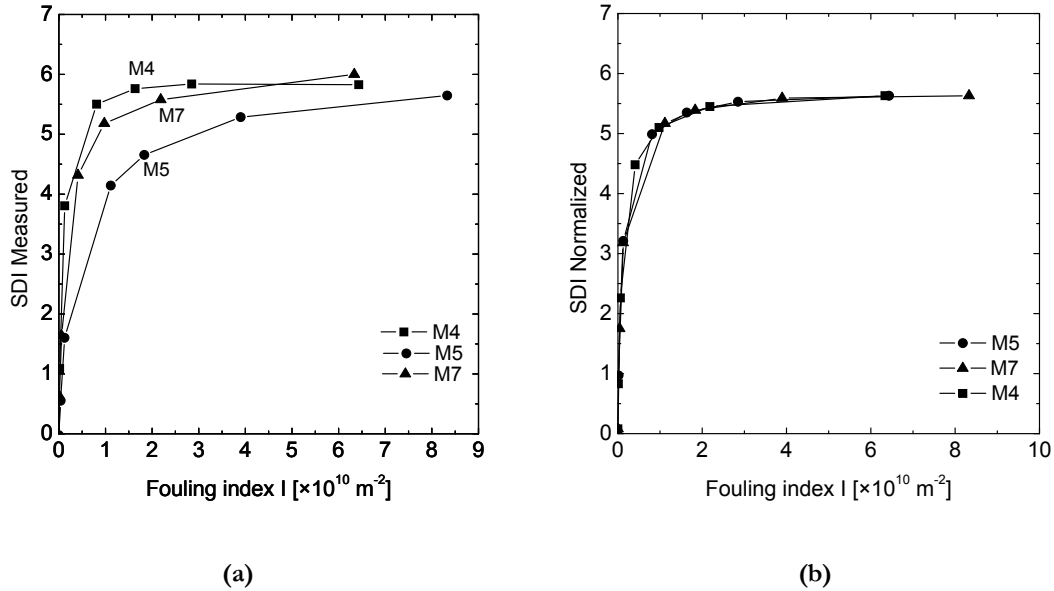 7
6
5
4
3
2
1
0
SDI Measured
M4
M7
M5
M4
M5
M7
0 1 2 3 4 5 6 7 8 9
Fouling index I [×10¹⁰ m⁻²]
(a)
7
6
5
4
3
2
1
0
SDI Normalized
M5
M7
M4
0 2 4 6 8 10
Fouling index I [×10¹⁰ m⁻²]
(b)